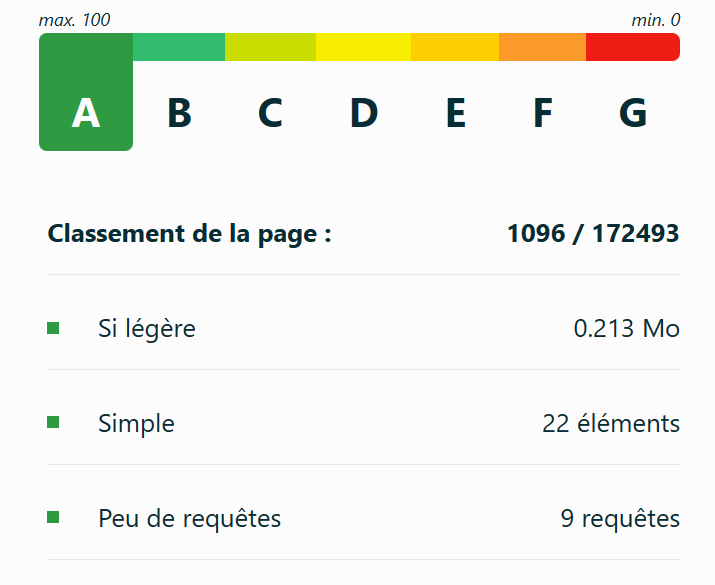 max. 100 min. 0
A B C D E F G
Classement de la page : 1096 / 172493
Si légère 0.213 Mo
Simple 22 éléments
Peu de requêtes 9 requêtes